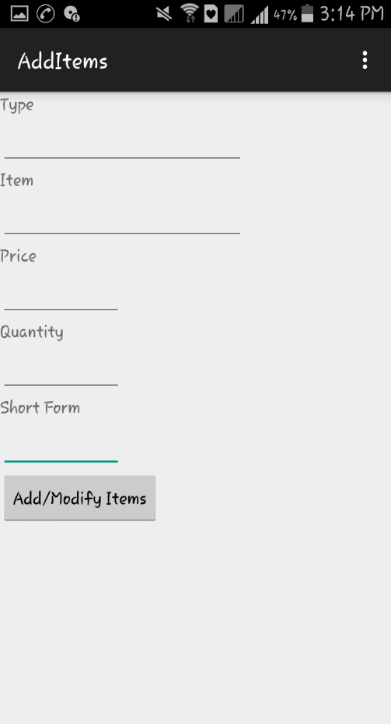 47% 3:14 PM
AddItems
Type
Item
Price
Quantity
Short Form
Add/Modify Items